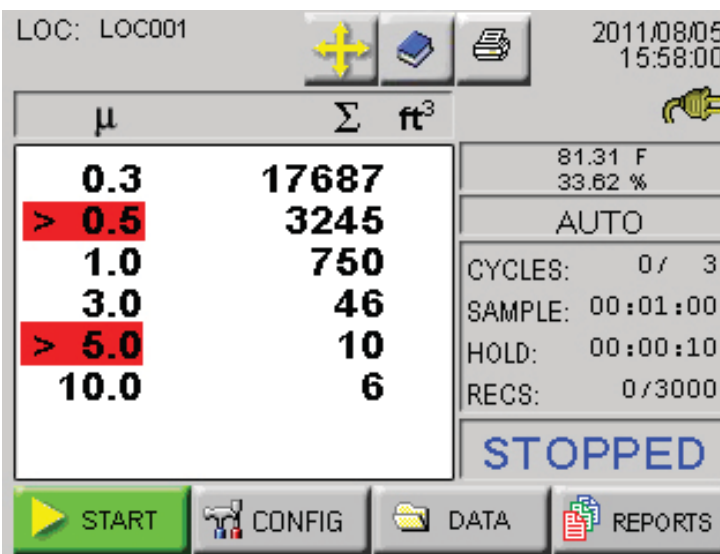 LOC: LOC001
2011/08/05
15:58:00
µ Σ ft³
0.3 17687
> 0.5 3245
1.0 750
3.0 46
> 5.0 10
10.0 6
81.31 F
33.62 %
AUTO
CYCLES: 0/ 3
SAMPLE: 00:01:00
HOLD: 00:00:10
RECS: 0/3000
STOPPED
START
CONFIG
DATA
REPORTS